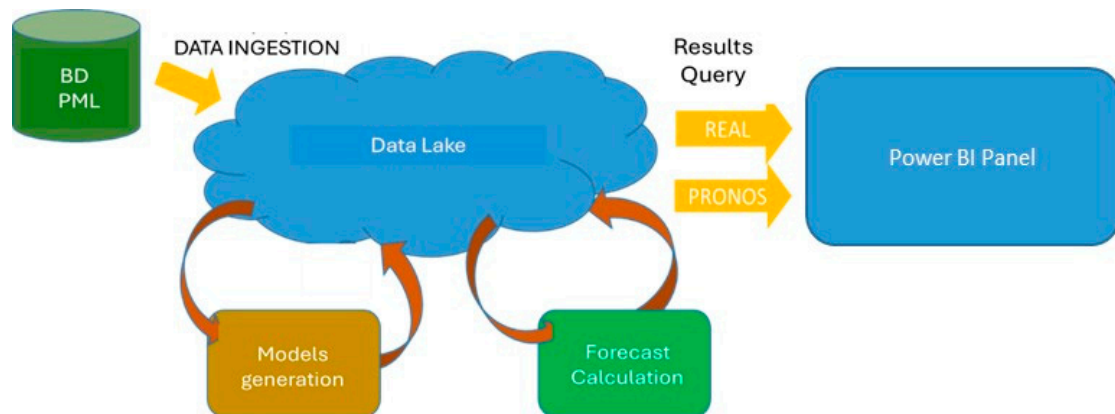 BD
PML
DATA INGESTION
Data Lake
Results
Query
REAL
PRONOS
Power BI Panel
Models
generation
Forecast
Calculation